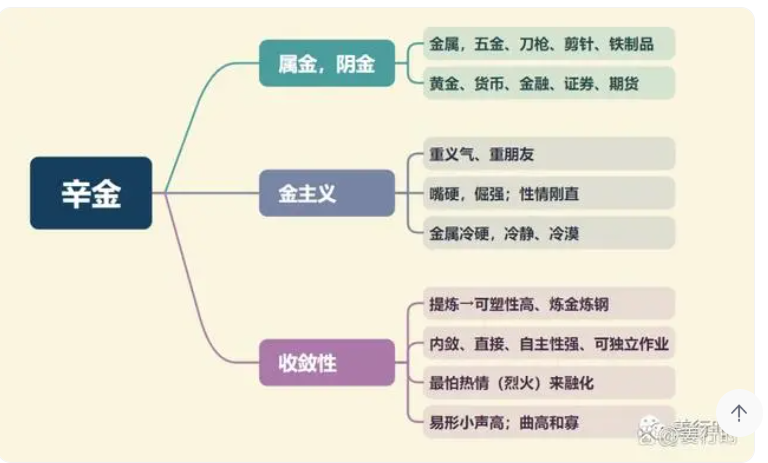 辛金
属金，阴金
金属，五金、刀枪、剪针、铁制品
黄金、货币、金融、证券、期货
金主义
重义气、重朋友
嘴硬，倔强；性情刚直
金属冷硬，冷静、冷漠
收敛性
提炼→可塑性高、炼金炼钢
内敛、直接、自主性强、可独立作业
最怕热情（烈火）来融化
易形小声高；曲高和寡